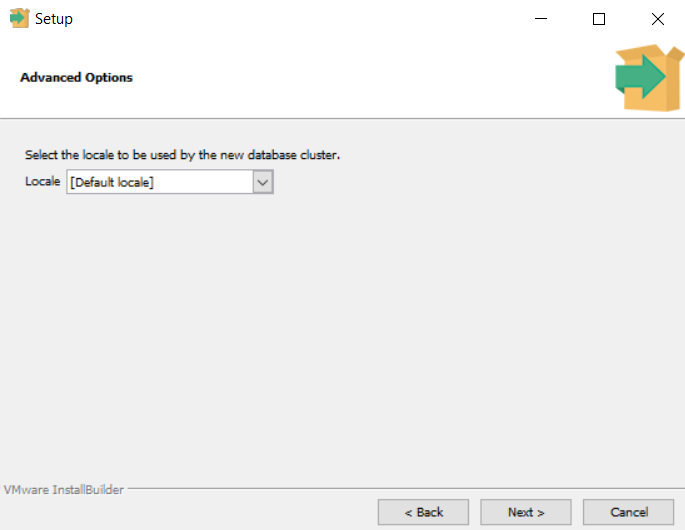 Setup
Advanced Options
Select the locale to be used by the new database cluster.
Locale [Default locale]
VMware InstallBuilder
< Back Next > Cancel